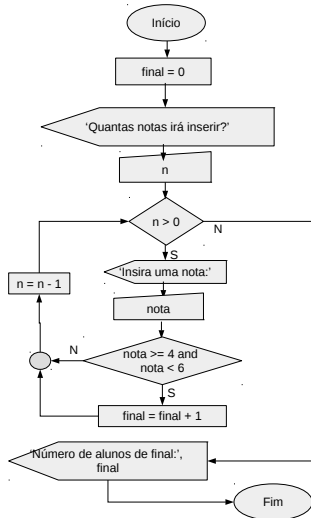 Início
final = 0
‘Quantas notas irá inserir?’
n
n > 0
N
S
n = n - 1
‘Insira uma nota:’
nota
N
nota >= 4 and
nota < 6
S
final = final + 1
‘Número de alunos de final:’,
final
Fim